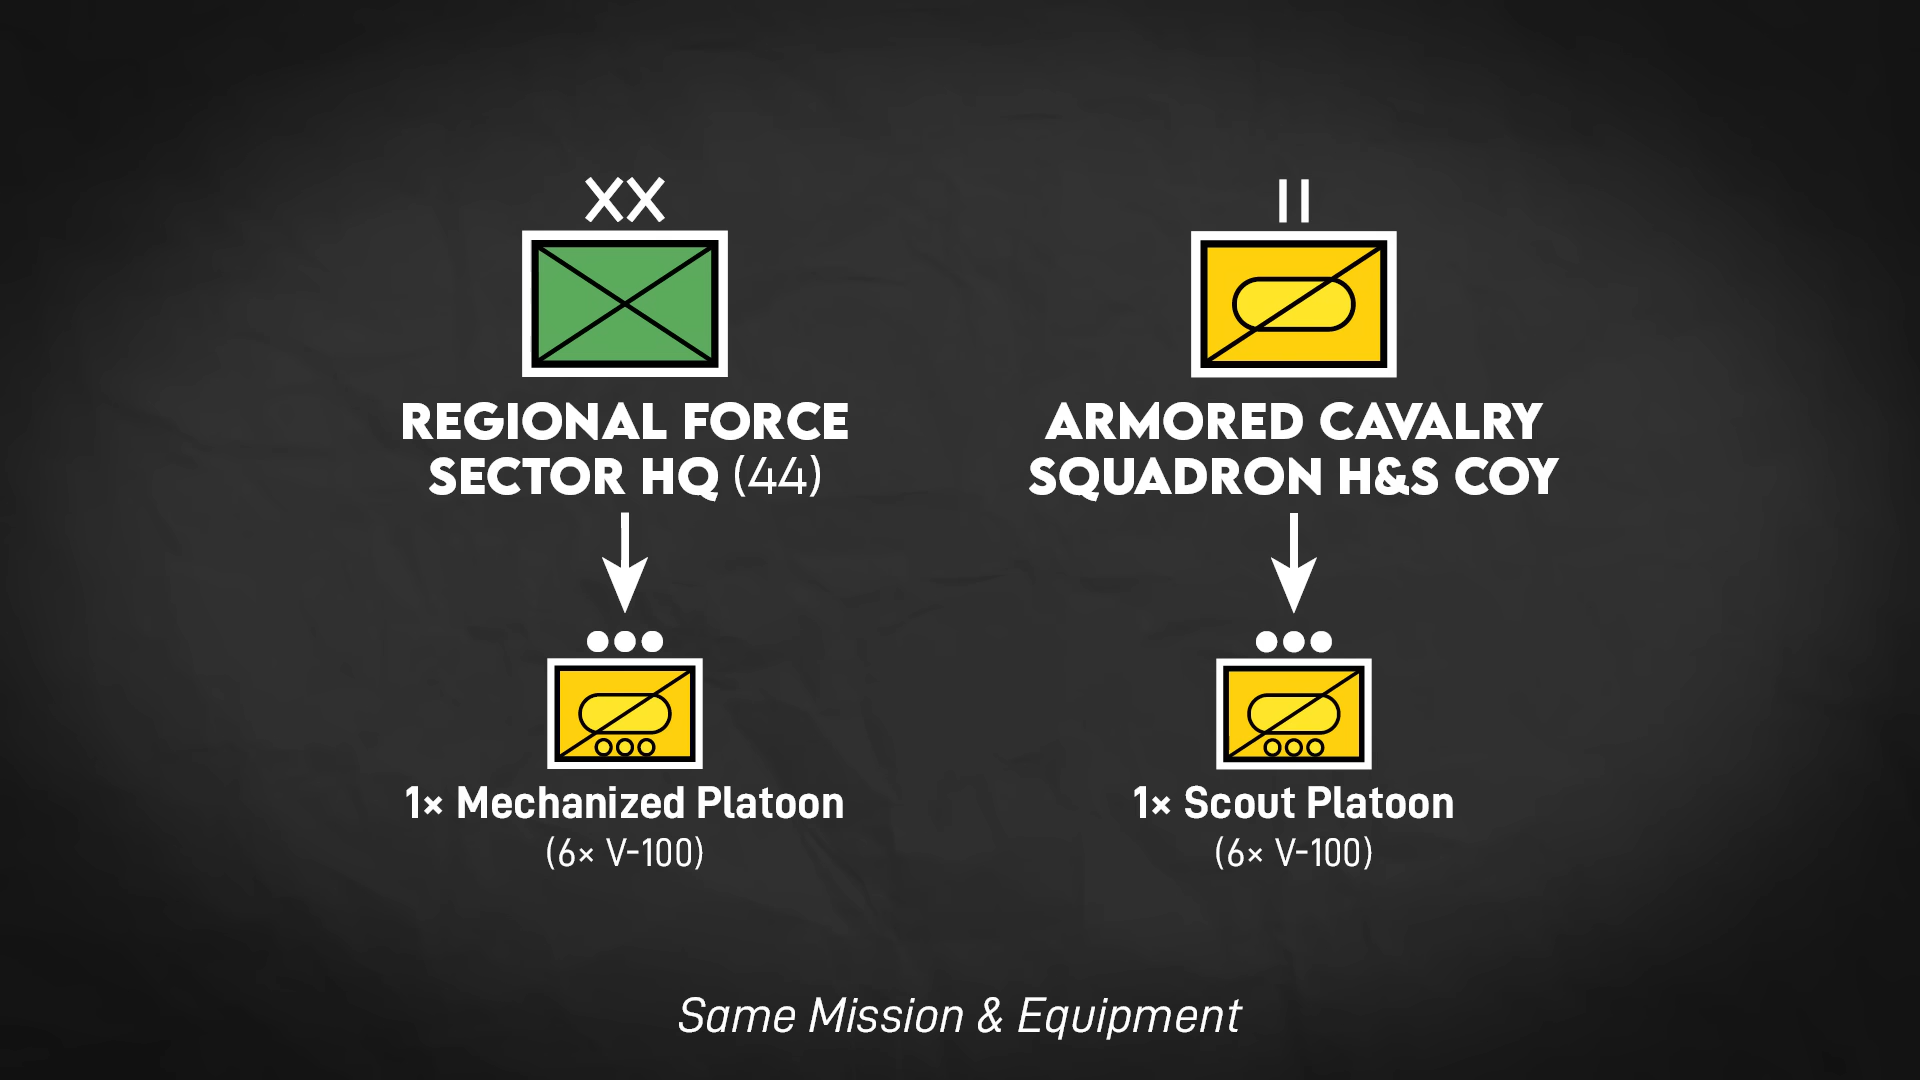 XX
REGIONAL FORCE
SECTOR HQ (44)
1× Mechanized Platoon
(6× V-100)
II
ARMORED CAVALRY
SQUADRON H&S COY
1× Scout Platoon
(6× V-100)
Same Mission & Equipment